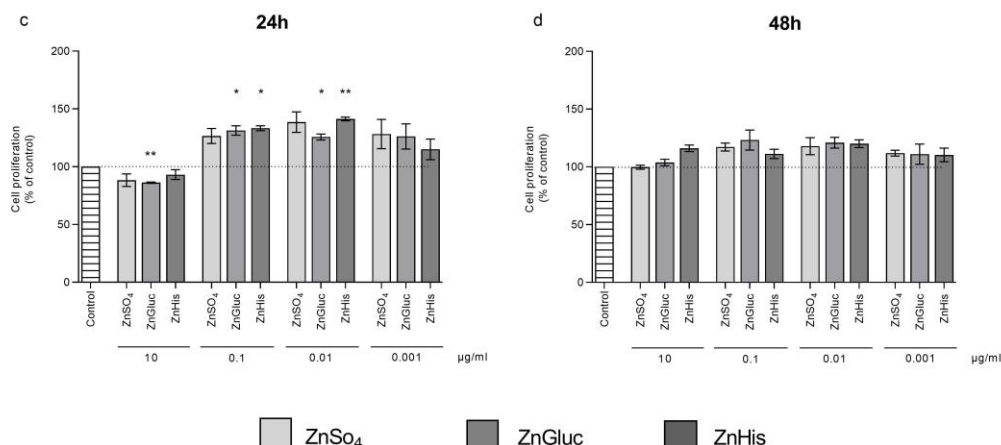 c
24h
200
150
100
50
0
Cell proliferation
(% of control)
** * * * **
Control
ZnSO4
ZnGluc
ZnHis
ZnSO4
ZnGluc
ZnHis
ZnSO4
ZnGluc
ZnHis
ZnSO4
ZnGluc
ZnHis
10 0.1 0.01 0.001 µg/ml
d
48h
200
150
100
50
0
Cell proliferation
(% of control)
Control
ZnSO4
ZnGluc
ZnHis
ZnSO4
ZnGluc
ZnHis
ZnSO4
ZnGluc
ZnHis
ZnSO4
ZnGluc
ZnHis
10 0.1 0.01 0.001 µg/ml
ZnSo4 ZnGluc ZnHis